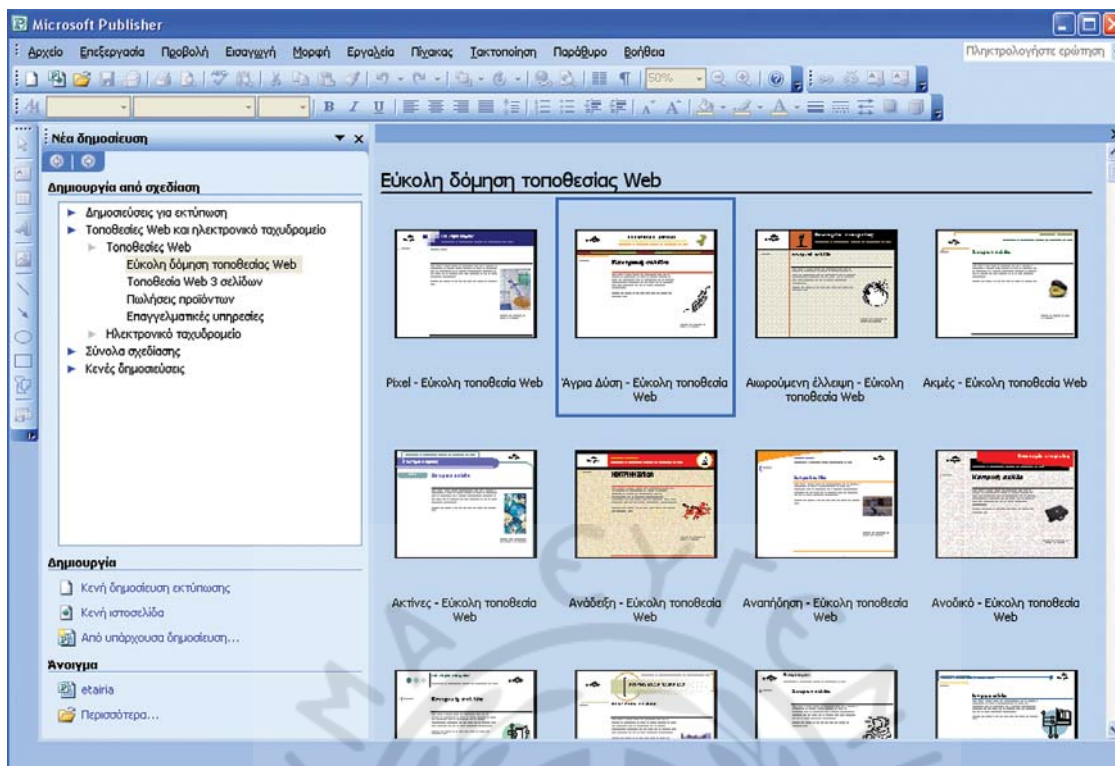 Microsoft Publisher
Αρχείο Επεξεργασία Προβολή Εισαγωγή Μορφή Εργαλεία Πίνακας Τακτοποίηση Παράθυρο Βοήθεια
Πληκτρολογήστε ερώτηση
50%
B I U
Νέα δημοσίευση
Δημιουργία από σχεδίαση
Δημοσιεύσεις για εκτύπωση
Τοποθεσίες Web και ηλεκτρονικό ταχυδρομείο
Τοποθεσίες Web
Εύκολη δόμηση τοποθεσίας Web
Τοποθεσία Web 3 σελίδων
Πωλήσεις προϊόντων
Επαγγελματικές υπηρεσίες
Ηλεκτρονικό ταχυδρομείο
Σύνολα σχεδίασης
Κενές δημοσιεύσεις
Δημιουργία
Κενή δημοσίευση εκτύπωσης
Κενή ιστοσελίδα
Από υπάρχουσα δημοσίευση...
Άνοιγμα
etairia
Περισσότερα...
Εύκολη δόμηση τοποθεσίας Web
Pixel - Εύκολη τοποθεσία Web
Άγρια Δύση - Εύκολη τοποθεσία
Web
Αιωρούμενη έλλειψη - Εύκολη
τοποθεσία Web
Ακμές - Εύκολη τοποθεσία Web
Ακτίνες - Εύκολη τοποθεσία
Web
Ανάδειξη - Εύκολη τοποθεσία
Web
Αναπήδηση - Εύκολη τοποθεσία
Web
Ανοδικό - Εύκολη τοποθεσία
Web